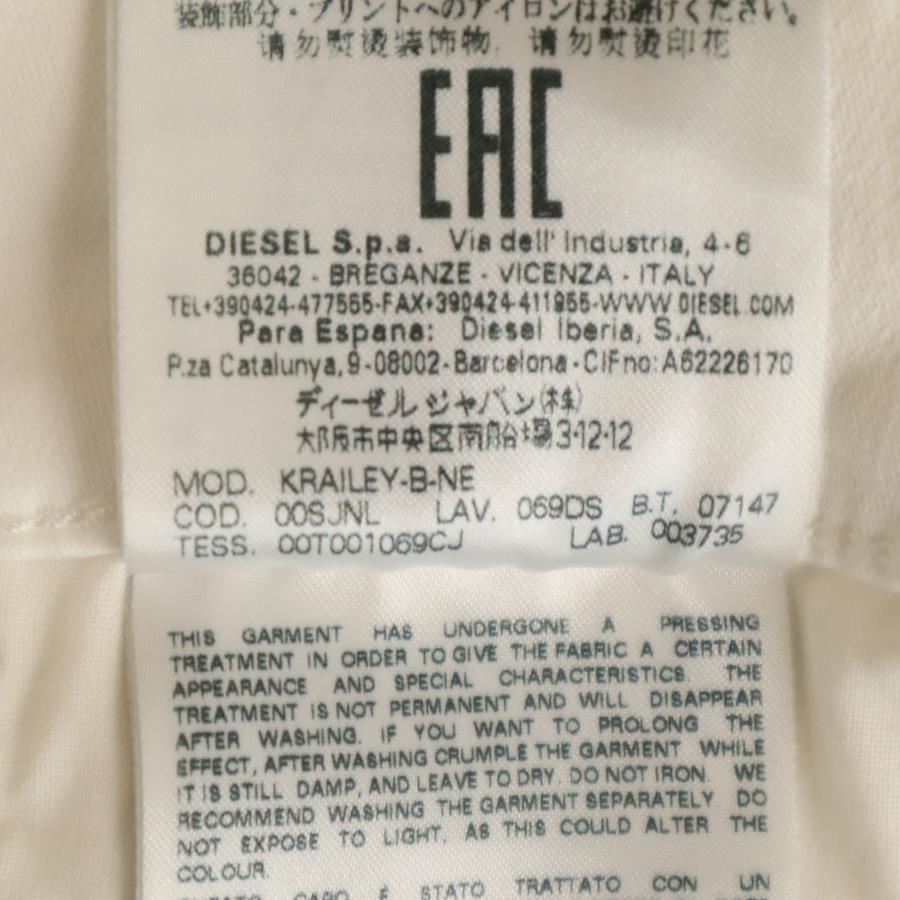 装飾部分・プリントへのアイロンはお避けください。
请勿熨烫装饰物, 请勿熨烫印花
EAC
DIESEL S.p.a. Via dell' Industria, 4-6
36042 - BREGANZE - VICENZA - ITALY
TEL+390424-477555-FAX+390424-411955-WWW.DIESEL.COM
Para Espana: Diesel Iberia, S.A.
P.za Catalunya,9-08002-Barcelona-CIFno:A62226170
ディーゼル ジャパン(株)
大阪市中央区南船場3-12-12
MOD. KRAILEY-B-NE
COD. 00SJNL LAV. 069DS B.T. 07147
TESS. 00T001069CJ LAB. 003735
THIS GARMENT HAS UNDERGONE A PRESSING
TREATMENT IN ORDER TO GIVE THE FABRIC A CERTAIN
APPEARANCE AND SPECIAL CHARACTERISTICS. THE
TREATMENT IS NOT PERMANENT AND WILL DISAPPEAR
AFTER WASHING. IF YOU WANT TO PROLONG THE
EFFECT, AFTER WASHING CRUMPLE THE GARMENT WHILE
IT IS STILL DAMP, AND LEAVE TO DRY. DO NOT IRON. WE
RECOMMEND WASHING THE GARMENT SEPARATELY DO
NOT EXPOSE TO LIGHT, AS THIS COULD ALTER THE
COLOUR.
QUESTO CAPO È STATO TRATTATO CON UN